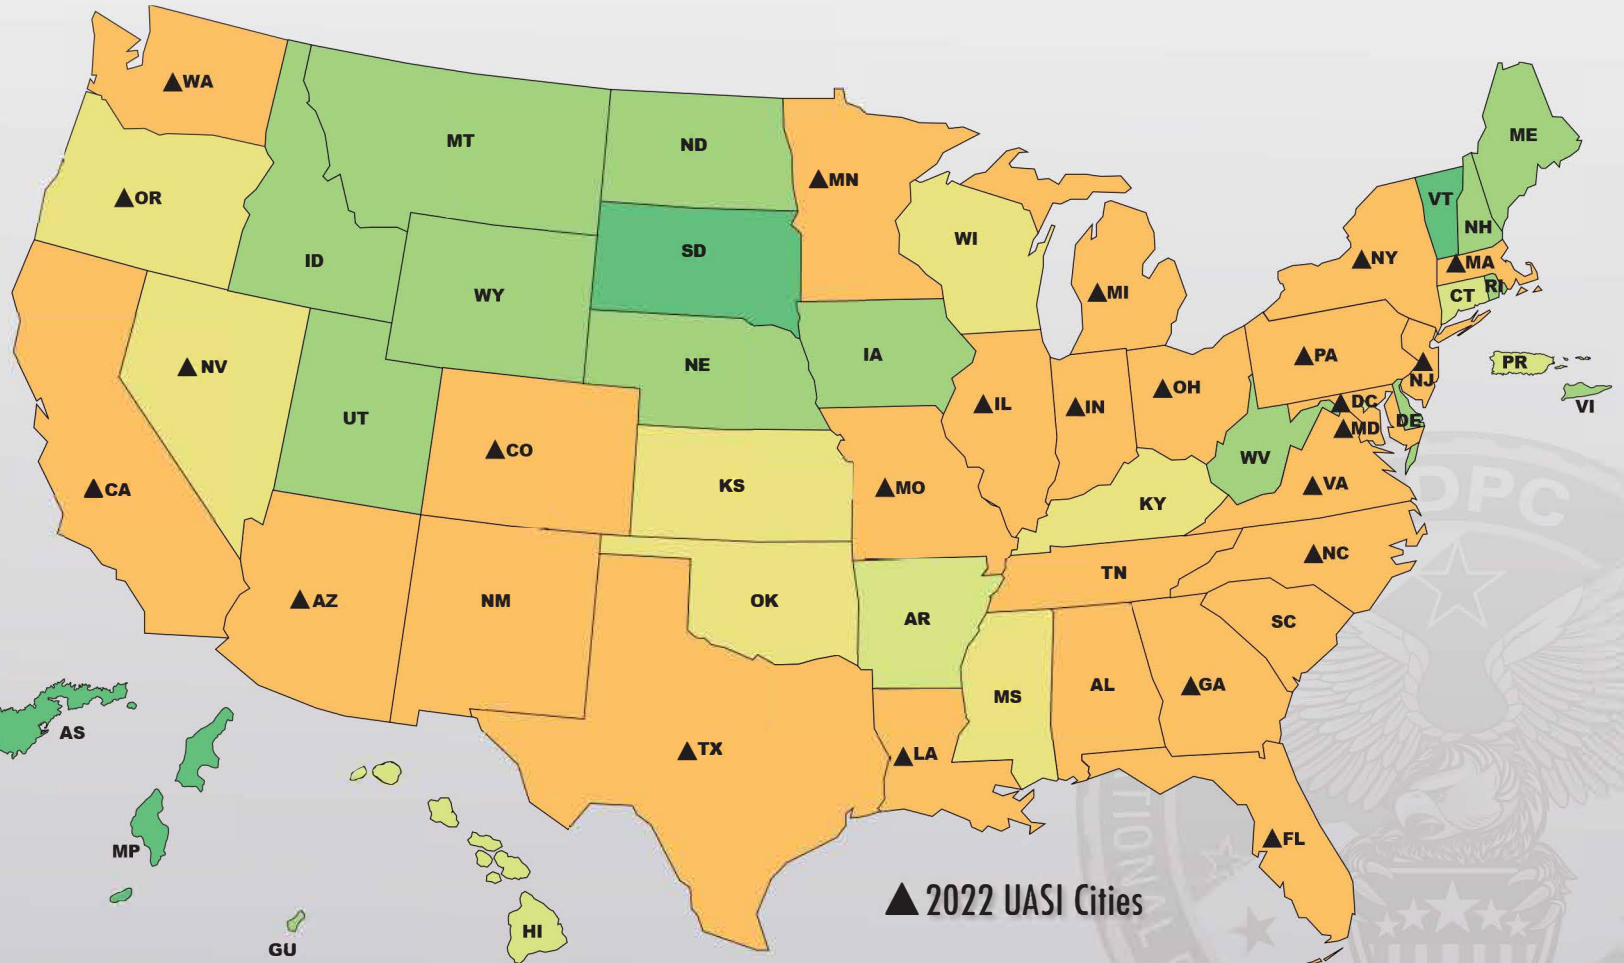 ▲WA
MT
ND
▲MN
ME
VT
NH
▲OR
ID
WY
SD
WI
▲MI
▲NY
▲MA
CT
RI
▲NV
UT
NE
IA
▲IL
▲IN
▲OH
▲PA
▲NJ
PR
VI
▲CA
▲CO
KS
▲MO
KY
WV
▲VA
▲DC
▲MD
DE
▲AZ
NM
OK
AR
TN
▲NC
SC
▲TX
▲LA
MS
AL
▲GA
▲FL
AS
MP
GU
HI
▲ 2022 UASI Cities
DPC
TIONAL